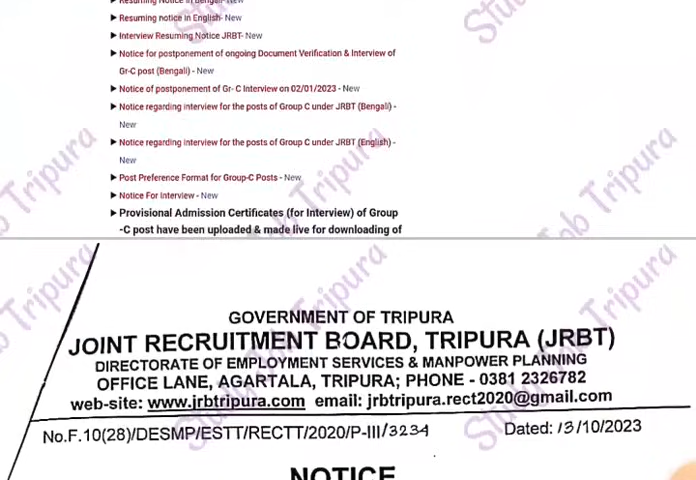 Resuming Notice in Bengali- New
▶ Resuming notice in English- New
▶ Interview Resuming Notice JRBT- New
▶ Notice for postponement of ongoing Document Verification & Interview of
Gr-C post (Bengali) - New
▶ Notice of postponement of Gr- C Interview on 02/01/2023 - New
▶ Notice regarding interview for the posts of Group C under JRBT (Bengali) -
New
▶ Notice regarding interview for the posts of Group C under JRBT (English) -
New
▶ Post Preference Format for Group-C Posts - New
▶ Notice For Interview - New
▶ Provisional Admission Certificates (for Interview) of Group
-C post have been uploaded & made live for downloading of
GOVERNMENT OF TRIPURA
JOINT RECRUITMENT BOARD, TRIPURA (JRBT)
DIRECTORATE OF EMPLOYMENT SERVICES & MANPOWER PLANNING
OFFICE LANE, AGARTALA, TRIPURA; PHONE - 0381 2326782
web-site: www.jrbtripura.com email: jrbtripura.rect2020@gmail.com
No.F.10(28)/DESMP/ESTT/RECTT/2020/P-III/3234 Dated: 13/10/2023
NOTICE